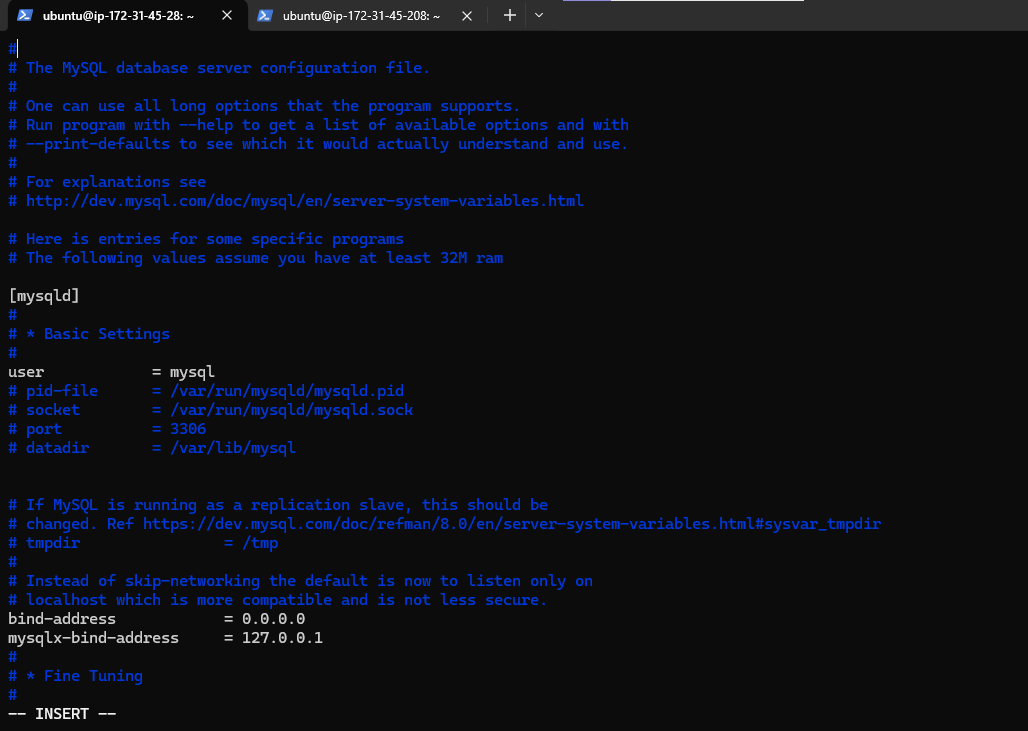 ubuntu@ip-172-31-45-28: ~
ubuntu@ip-172-31-45-208: ~
#
# The MySQL database server configuration file.
#
# One can use all long options that the program supports.
# Run program with --help to get a list of available options and with
# --print-defaults to see which it would actually understand and use.
#
# For explanations see
# http://dev.mysql.com/doc/mysql/en/server-system-variables.html
# Here is entries for some specific programs
# The following values assume you have at least 32M ram
[mysqld]
#
# * Basic Settings
#
user            = mysql
# pid-file      = /var/run/mysqld/mysqld.pid
# socket        = /var/run/mysqld/mysqld.sock
# port          = 3306
# datadir       = /var/lib/mysql
# If MySQL is running as a replication slave, this should be
# changed. Ref https://dev.mysql.com/doc/refman/8.0/en/server-system-variables.html#sysvar_tmpdir
# tmpdir                = /tmp
#
# Instead of skip-networking the default is now to listen only on
# localhost which is more compatible and is not less secure.
bind-address            = 0.0.0.0
mysqlx-bind-address     = 127.0.0.1
#
# * Fine Tuning
#
-- INSERT --